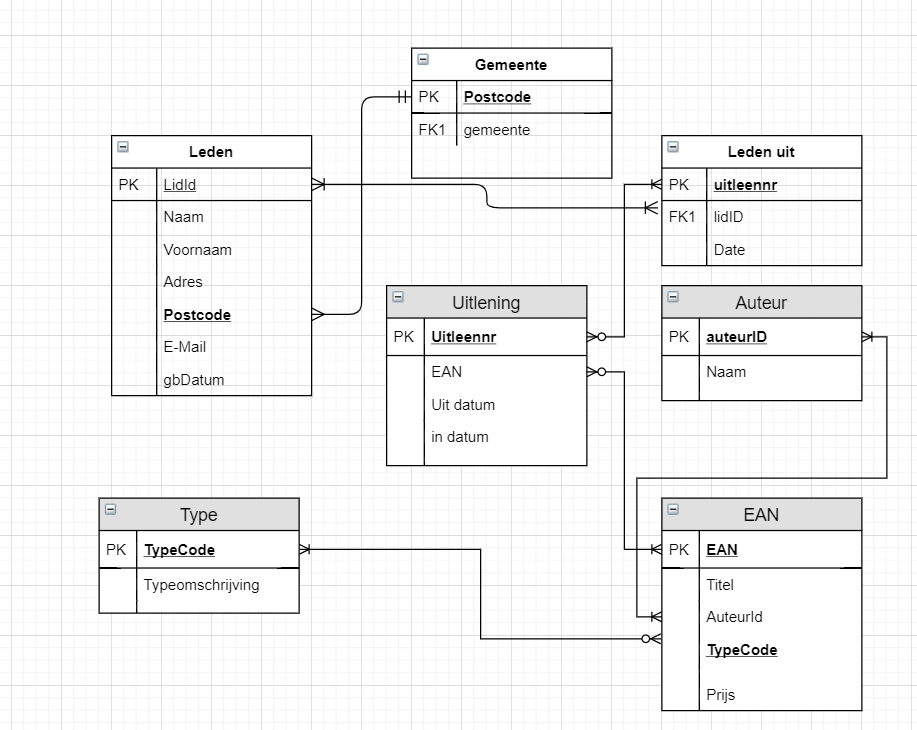 Gemeente
PK Postcode
FK1 gemeente
Leden
PK LidId
Naam
Voornaam
Adres
Postcode
E-Mail
gbDatum
Leden uit
PK uitleennr
FK1 lidID
Date
Uitlening
PK Uitleennr
EAN
Uit datum
in datum
Auteur
PK auteurID
Naam
Type
PK TypeCode
Typeomschrijving
EAN
PK EAN
Titel
AuteurId
TypeCode
Prijs